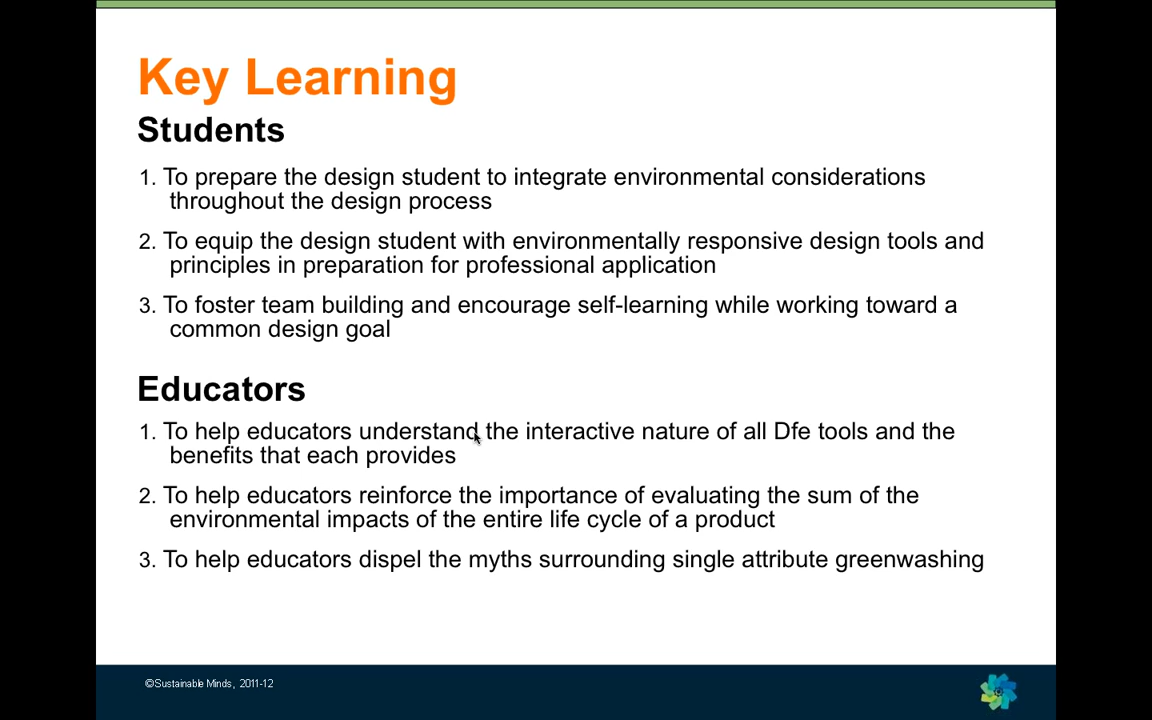 Key Learning
Students
1. To prepare the design student to integrate environmental considerations
throughout the design process
2. To equip the design student with environmentally responsive design tools and
principles in preparation for professional application
3. To foster team building and encourage self-learning while working toward a
common design goal
Educators
1. To help educators understand the interactive nature of all Dfe tools and the
benefits that each provides
2. To help educators reinforce the importance of evaluating the sum of the
environmental impacts of the entire life cycle of a product
3. To help educators dispel the myths surrounding single attribute greenwashing
©Sustainable Minds, 2011-12